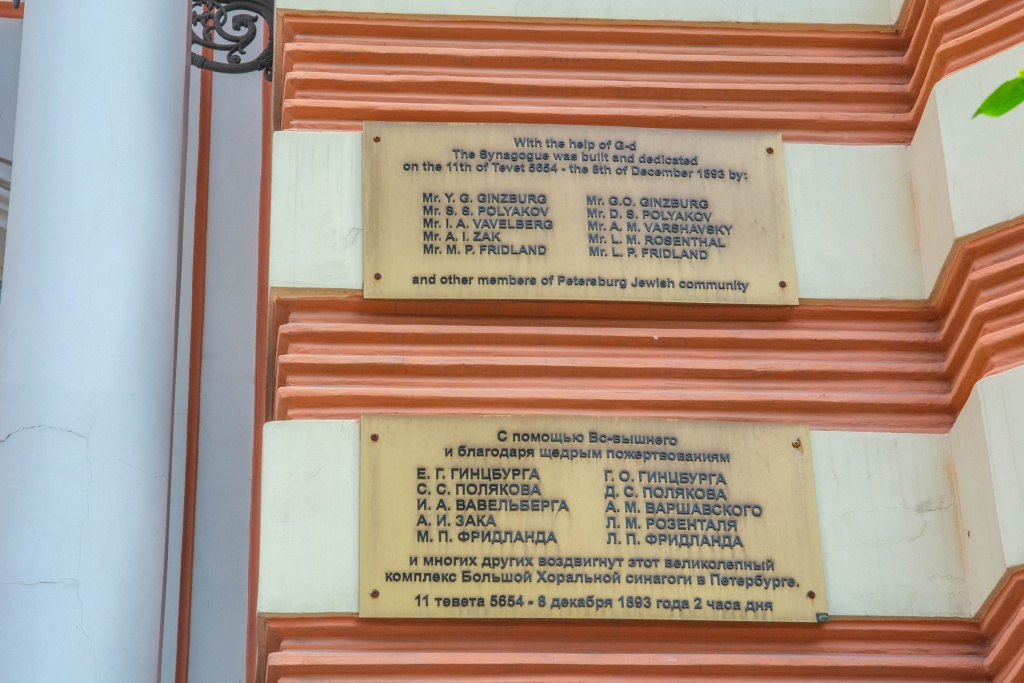 With the help of G-d
The Synagogue was built and dedicated
on the 11th of Tevet 5654 - the 8th of December 1893 by:
Mr. Y. G. GINZBURG Mr. G.O. GINZBURG
Mr. S. S. POLYAKOV Mr. D. S. POLYAKOV
Mr. I. A. VAVELBERG Mr. A. M. VARSHAVSKY
Mr. A. I. ZAK Mr. L. M. ROSENTHAL
Mr. M. P. FRIDLAND Mr. L. P. FRIDLAND
and other members of Petersburg Jewish community
С помощью Вс-вышнего
и благодаря щедрым пожертвованиям
Е. Г. ГИНЦБУРГА Г. О. ГИНЦБУРГА
С. С. ПОЛЯКОВА Д. С. ПОЛЯКОВА
И. А. ВАВЕЛЬБЕРГА А. М. ВАРШАВСКОГО
А. И. ЗАКА Л. М. РОЗЕНТАЛЯ
М. П. ФРИДЛАНДА Л. П. ФРИДЛАНДА
и многих других воздвигнут этот великолепный
комплекс Большой Хоральной синагоги в Петербурге.
11 тевета 5654 - 8 декабря 1893 года 2 часа дня